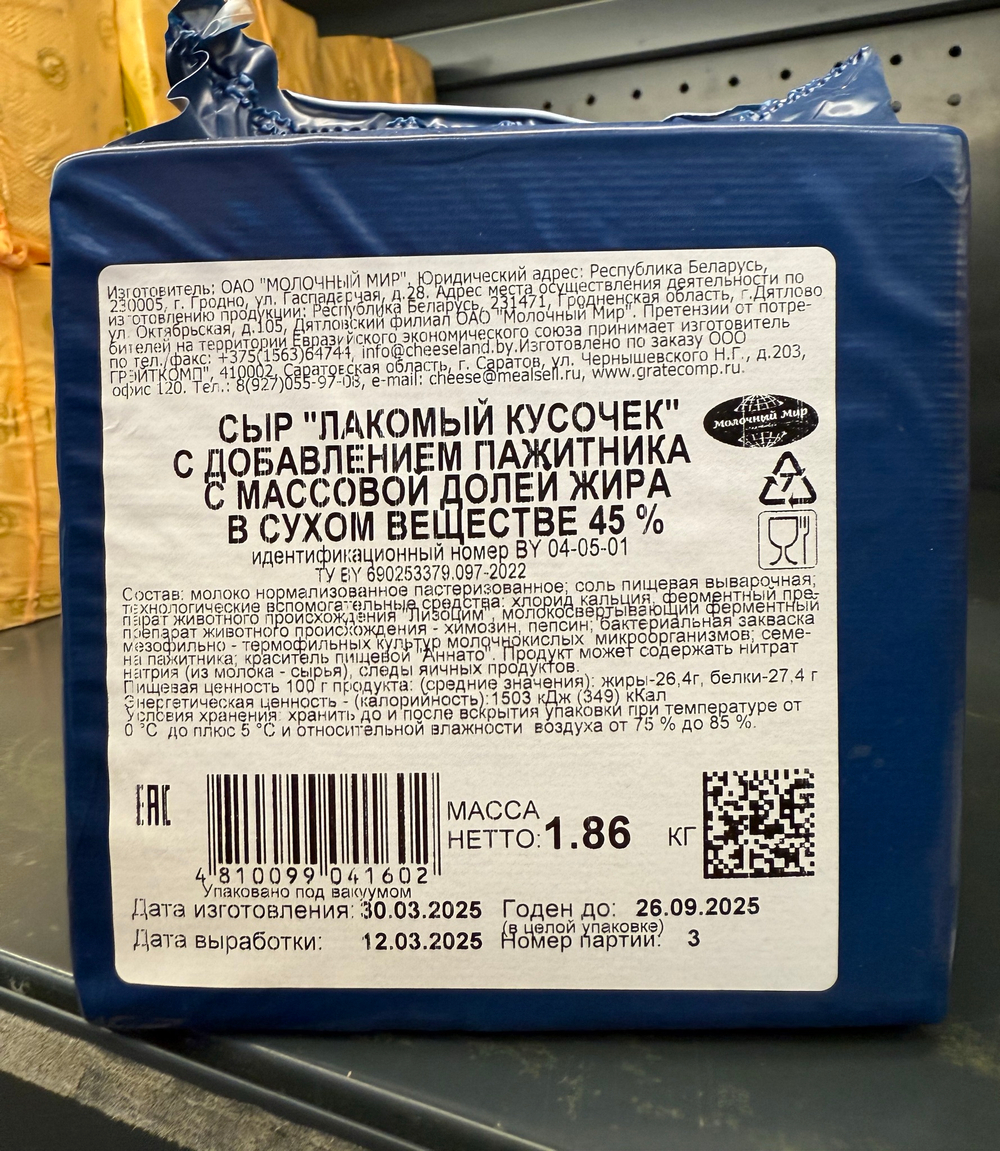 Изготовитель: ОАО "МОЛОЧНЫЙ МИР". Юридический адрес: Республика Беларусь,
230005, г. Гродно, ул. Гаспадарчая, д.28. Адрес места осуществления деятельности по
изготовлению продукции: Республика Беларусь, 231471, Гродненская область, г.Дятлово
ул. Октябрьская, д.105, Дятловский филиал ОАО "Молочный Мир". Претензии от потре-
бителей на территории Евразийского экономического союза принимает изготовитель
по тел./факс: +375(1563)64744, info@cheeseland.by.Изготовлено по заказу ООО
ГРЭЙТКОМП", 410002, Саратовская область, г. Саратов, ул. Чернышевского Н.Г., д.203,
офис 120. Тел.: 8(927)055-97-08, e-mail: cheese@mealsell.ru, www.gratecomp.ru.
СЫР "ЛАКОМЫЙ КУСОЧЕК"
С ДОБАВЛЕНИЕМ ПАЖИТНИКА
С МАССОВОЙ ДОЛЕЙ ЖИРА
В СУХОМ ВЕЩЕСТВЕ 45 %
Молочный Мир
7
идентификационный номер BY 04-05-01
ТУ BY 690253379.097-2022
Состав: молоко нормализованное пастеризованное; соль пищевая выварочная;
технологические вспомогательные средства: хлорид кальция, ферментный пре-
парат животного происхождения "Лизоцим", молокосвертывающий ферментный
препарат животного происхождения - химозин, пепсин; бактериальная закваска
мезофильно - термофильных культур молочнокислых микроорганизмов; семе-
на пажитника; краситель пищевой "Аннато". Продукт может содержать нитрат
натрия (из молока - сырья), следы яичных продуктов.
Пищевая ценность 100 г продукта: (средние значения): жиры-26,4г, белки-27,4 г
Энергетическая ценность - (калорийность):1503 кДж (349) кКал
Условия хранения: хранить до и после вскрытия упаковки при температуре от
0 °С до плюс 5 °С и относительной влажности воздуха от 75 % до 85 %.
EAC
МАССА
НЕТТО: 1.86 КГ
4 810099 041602
Упаковано под вакуумом
Дата изготовления: 30.03.2025 Годен до: 26.09.2025
(в целой упаковке)
Дата выработки: 12.03.2025 Номер партии: 3